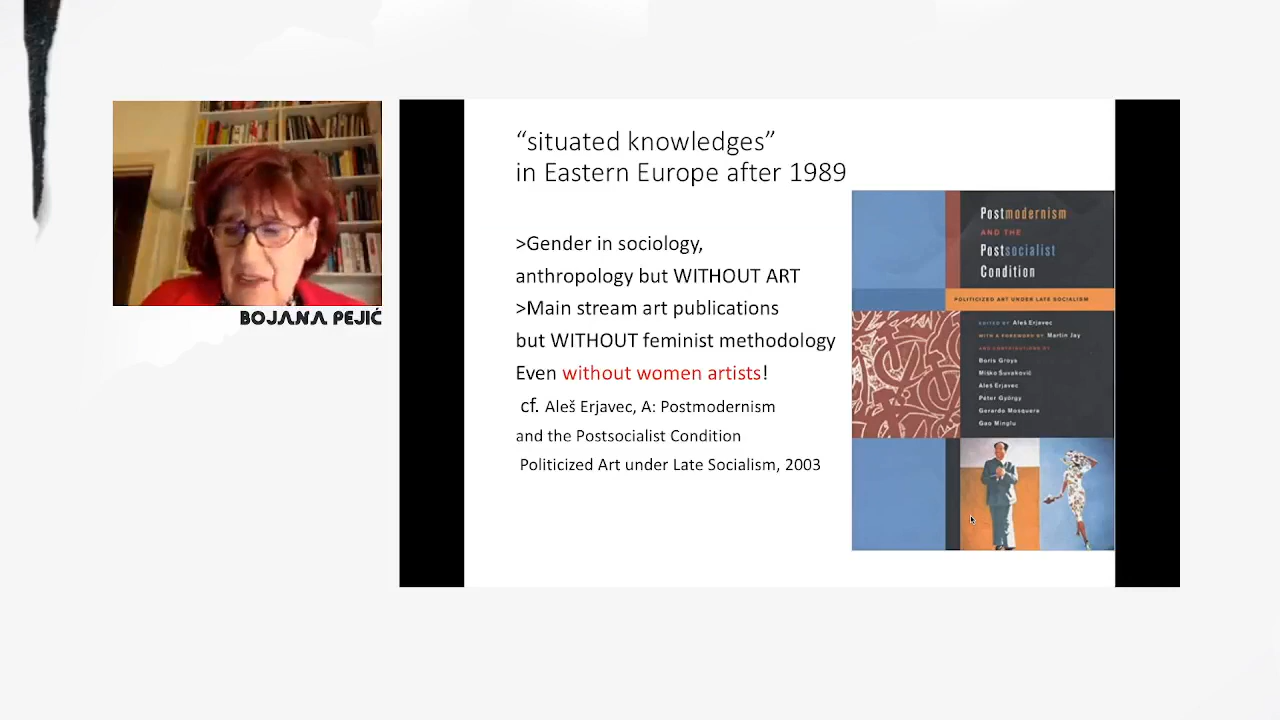 BOJANA PEJIĆ
“situated knowledges”
in Eastern Europe after 1989
>Gender in sociology,
anthropology but WITHOUT ART
>Main stream art publications
but WITHOUT feminist methodology
Even without women artists!
cf. Aleš Erjavec, A: Postmodernism
and the Postsocialist Condition
Politicized Art under Late Socialism, 2003
Postmodernism
AND THE
Postsocialist
Condition
POLITICIZED ART UNDER LATE SOCIALISM
EDITED BY Aleš Erjavec
WITH A FOREWORD BY Martin Jay
AND CONTRIBUTIONS BY
Boris Groys
Miško Šuvaković
Aleš Erjavec
Péter György
Gerardo Mosquera
Gao Minglu